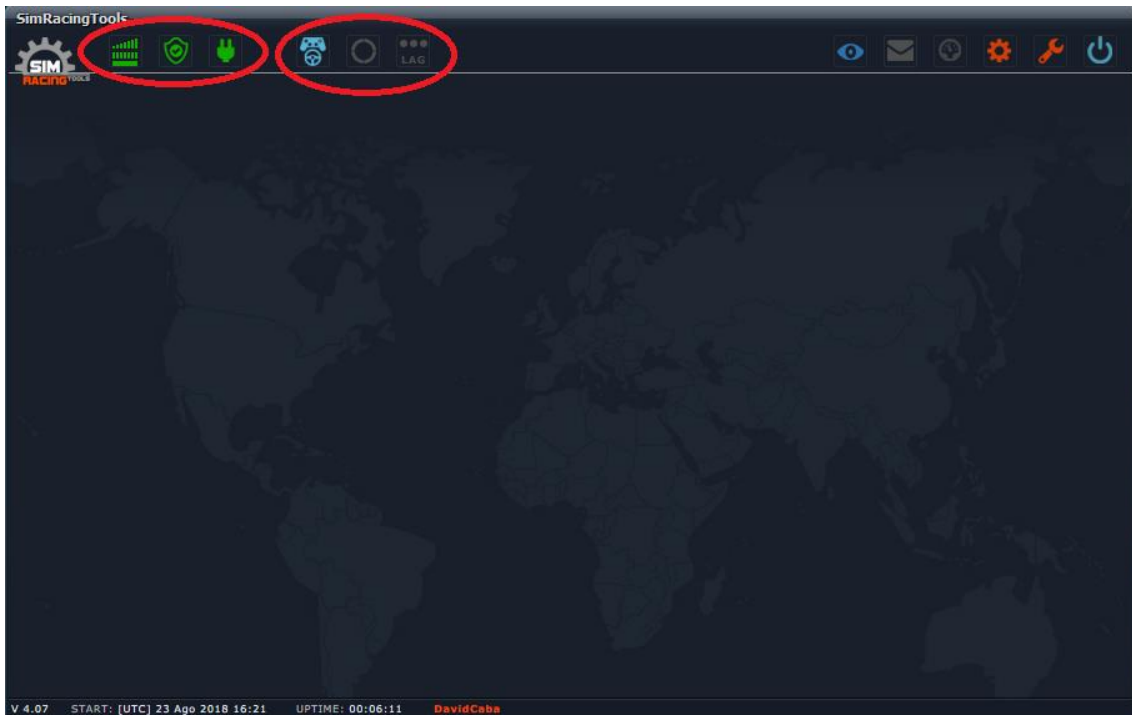 SimRacingTools
SIM
RACING TOOLS
LAG
V 4.07 START: [UTC] 23 Ago 2018 16:21 UPTIME: 00:06:11 DavidCaba